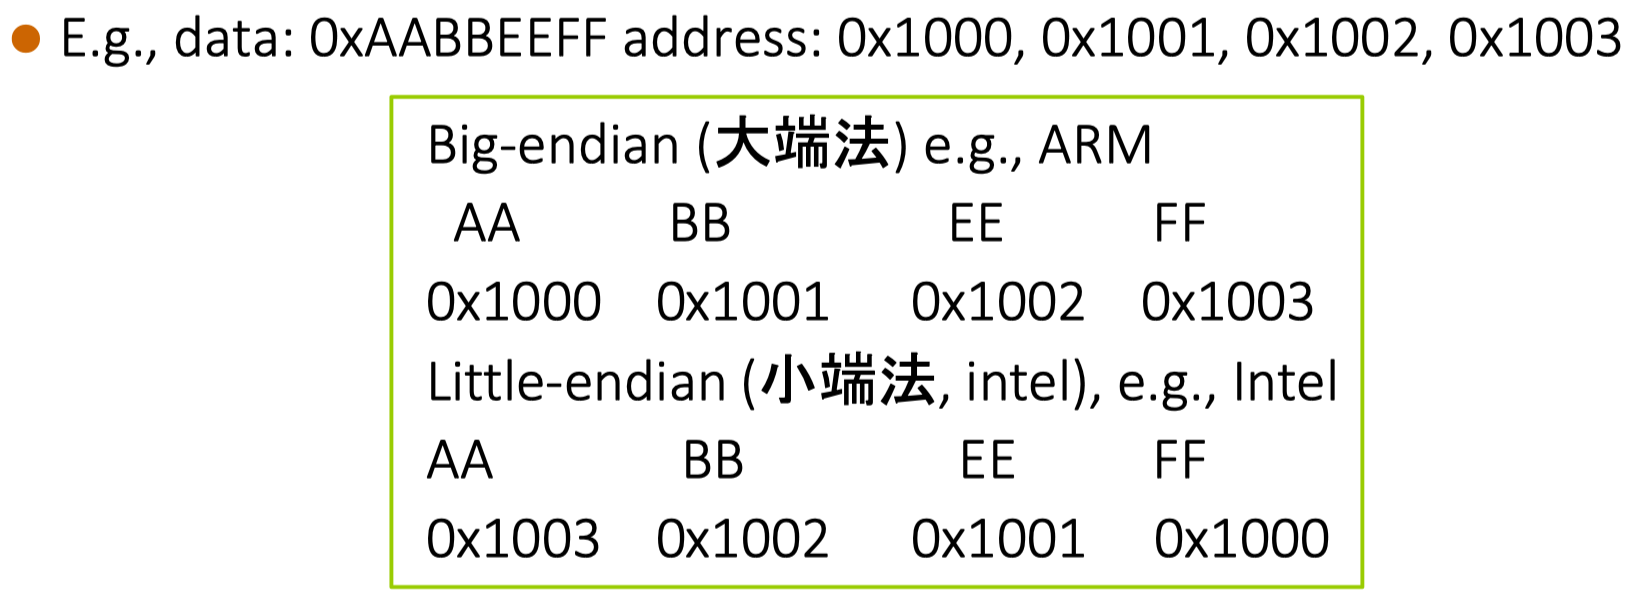 E.g., data: 0xAABBEEFF address: 0x1000, 0x1001, 0x1002, 0x1003
Big-endian (大端法) e.g., ARM
AA BB EE FF
0x1000 0x1001 0x1002 0x1003
Little-endian (小端法, intel), e.g., Intel
AA BB EE FF
0x1003 0x1002 0x1001 0x1000